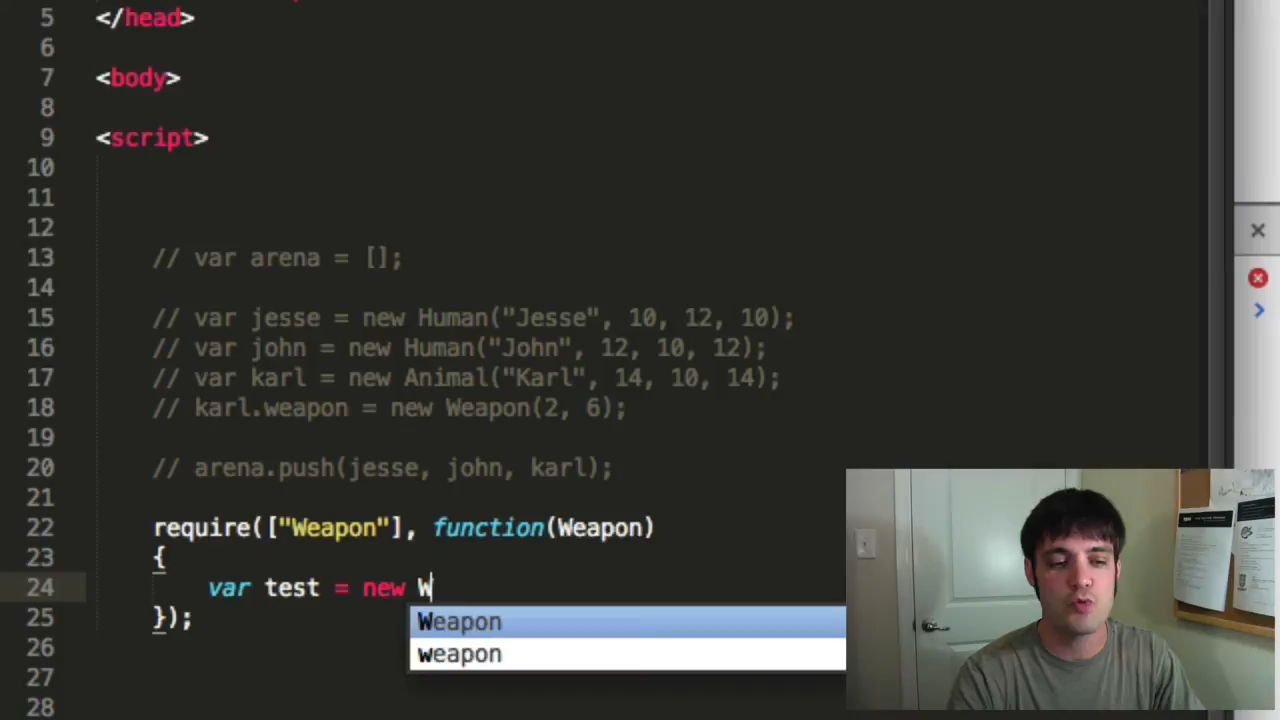 5 </head>
6
7 <body>
8
9 <script>
10
11
12
13 // var arena = [];
14
15 // var jesse = new Human("Jesse", 10, 12, 10);
16 // var john = new Human("John", 12, 10, 12);
17 // var karl = new Animal("Karl", 14, 10, 14);
18 // karl.weapon = new Weapon(2, 6);
19
20 // arena.push(jesse, john, karl);
21
22 require(["Weapon"], function(Weapon)
23 {
24 var test = new W
25 });
26
27
28
Weapon
weapon